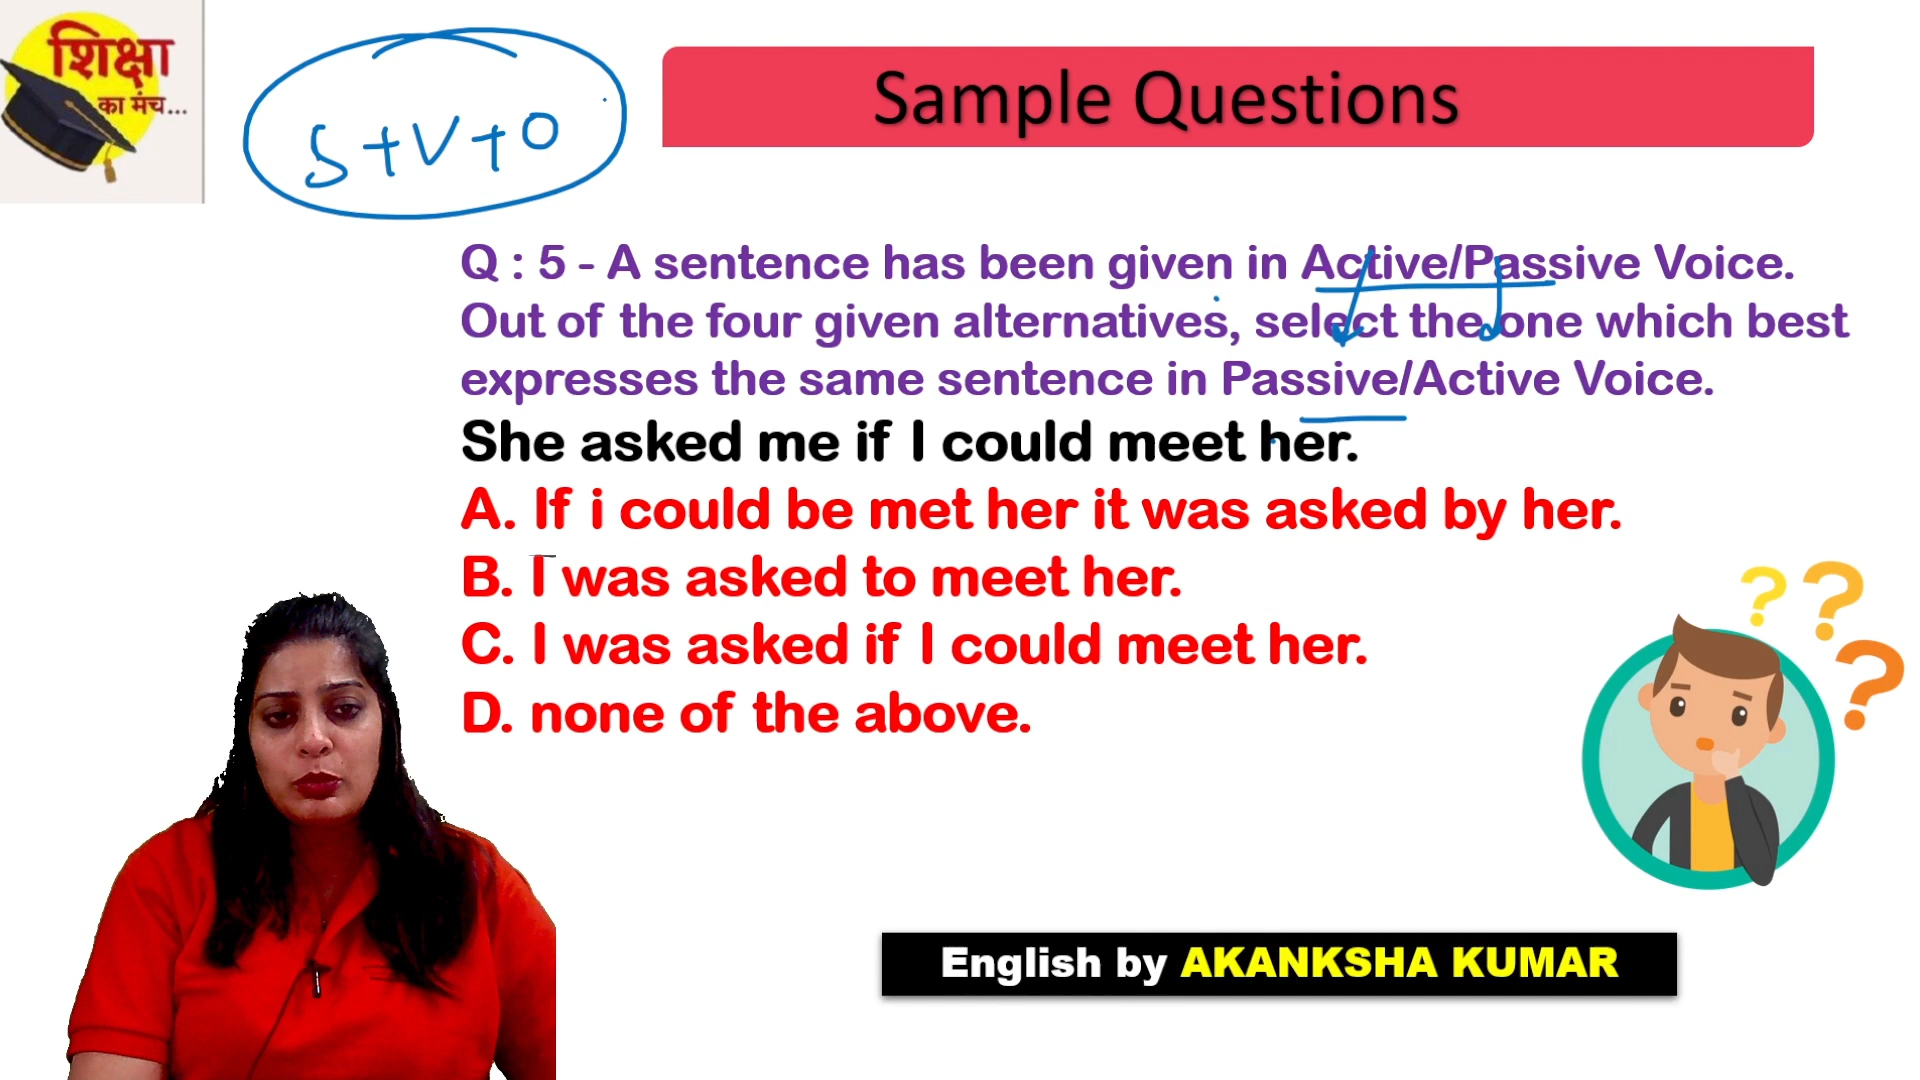 शिक्षा
का मंच...
S+V+O
Sample Questions
Q : 5 - A sentence has been given in Active/Passive Voice.
Out of the four given alternatives, select the one which best
expresses the same sentence in Passive/Active Voice.
She asked me if I could meet her.
A. If i could be met her it was asked by her.
B. I was asked to meet her.
C. I was asked if I could meet her.
D. none of the above.
? ? ?
English by AKANKSHA KUMAR